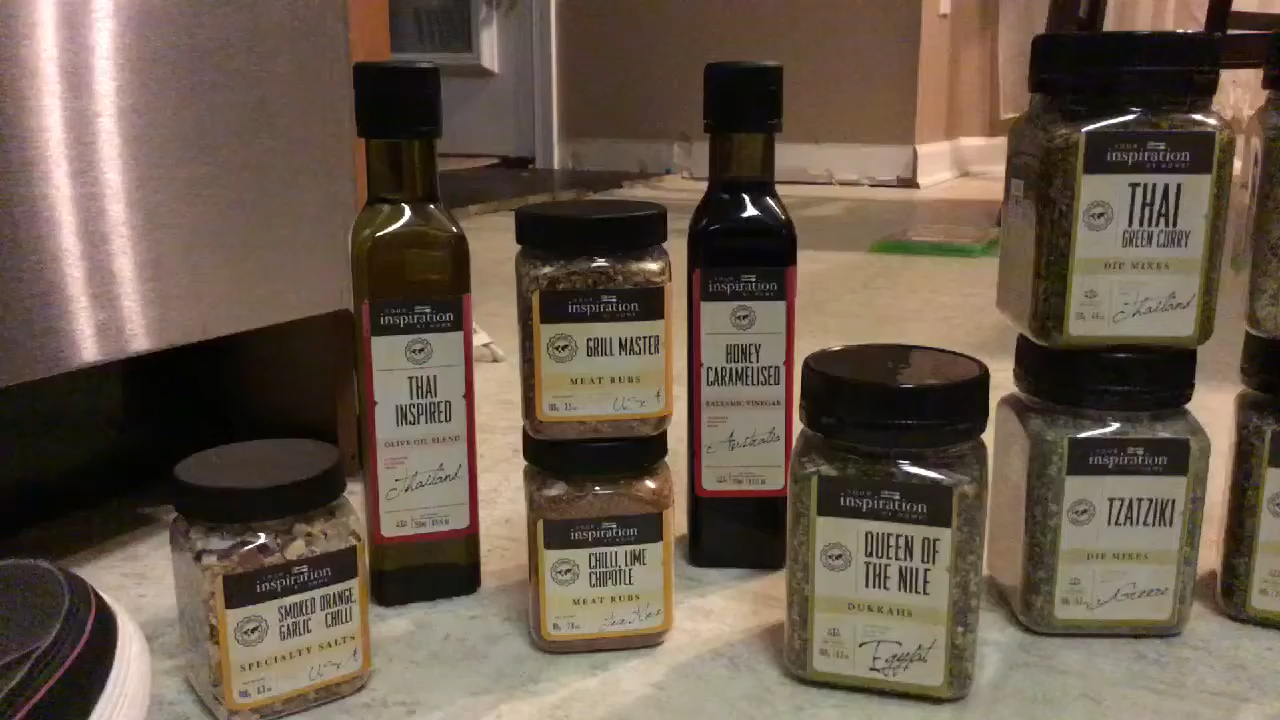 YOUR
inspiration
AT HOME
THAI
INSPIRED
OLIVE OIL BLEND
Thailand
YOUR
inspiration
AT HOME
GRILL MASTER
MEAT RUBS
YOUR
inspiration
AT HOME
HONEY
CARAMELISED
BALSAMIC VINEGAR
Australia
YOUR
inspiration
AT HOME
THAI
GREEN CURRY
DIP MIXES
Thailand
YOUR
inspiration
SMOKED ORANGE,
GARLIC CHILLI
SPECIALTY SALTS
YOUR
inspiration
AT HOME
CHILLI, LIME
CHIPOTLE
MEAT RUBS
YOUR
inspiration
AT HOME
QUEEN OF
THE NILE
DUKKAHS
Egypt
YOUR
inspiration
AT HOME
TZATZIKI
DIP MIXES
Greece